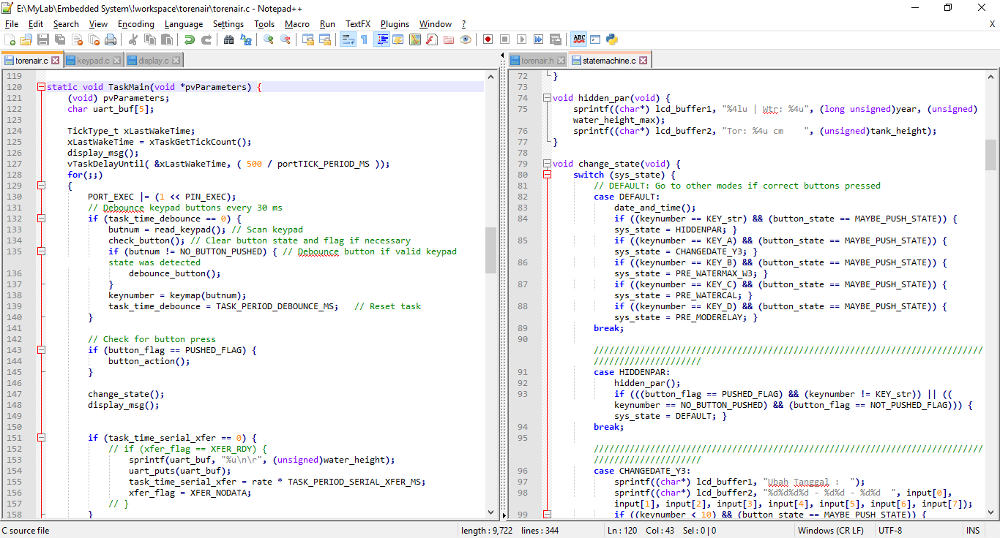 E:\MyLab\Embedded System\!workspace\torenair\torenair.c - Notepad++
File Edit Search View Encoding Language Settings Tools Macro Run TextFX Plugins Window ? X
torenair.c keypad.c display.c
119
120 static void TaskMain(void *pvParameters) {
121 (void) pvParameters;
122 char uart_buf[5];
123
124 TickType_t xLastWakeTime;
125 xLastWakeTime = xTaskGetTickCount();
126 display_msg();
127 vTaskDelayUntil( &xLastWakeTime, ( 500 / portTICK_PERIOD_MS ));
128 for(;;)
129 {
130 PORT_EXEC |= (1 << PIN_EXEC);
131 // Debounce keypad buttons every 30 ms
132 if (task_time_debounce == 0) {
133 butnum = read_keypad(); // Scan keypad
134 check_button(); // Clear button state and flag if necessary
135 if (butnum != NO_BUTTON_PUSHED) { // Debounce button if valid keypad
state was detected
136 debounce_button();
137 }
138 keynumber = keymap(butnum);
139 task_time_debounce = TASK_PERIOD_DEBOUNCE_MS; // Reset task
140 }
141
142 // Check for button press
143 if (button_flag == PUSHED_FLAG) {
144 button_action();
145 }
146
147 change_state();
148 display_msg();
149
150
151 if (task_time_serial_xfer == 0) {
152 // if (xfer_flag == XFER_RDY) {
153 sprintf(uart_buf, "%u\n\r", (unsigned)water_height);
154 uart_puts(uart_buf);
155 task_time_serial_xfer = rate * TASK_PERIOD_SERIAL_XFER_MS;
156 xfer_flag = XFER_NODATA;
157 // }
158 }
torenair.h statemachine.c
72 }
73
74 void hidden_par(void) {
75 sprintf((char*) lcd_buffer1, "%4lu | Wtr: %4u", (long unsigned)year, (unsigned)
water_height_max);
76 sprintf((char*) lcd_buffer2, "Tor: %4u cm    ", (unsigned)tank_height);
77 }
78
79 void change_state(void) {
80 switch (sys_state) {
81 // DEFAULT: Go to other modes if correct buttons pressed
82 case DEFAULT:
83 date_and_time();
84 if ((keynumber == KEY_str) && (button_state == MAYBE_PUSH_STATE)) {
sys_state = HIDDENPAR; }
85 if ((keynumber == KEY_A) && (button_state == MAYBE_PUSH_STATE)) {
sys_state = CHANGEDATE_Y3; }
86 if ((keynumber == KEY_B) && (button_state == MAYBE_PUSH_STATE)) {
sys_state = PRE_WATERMAX_W3; }
87 if ((keynumber == KEY_C) && (button_state == MAYBE_PUSH_STATE)) {
sys_state = PRE_WATERCAL; }
88 if ((keynumber == KEY_D) && (button_state == MAYBE_PUSH_STATE)) {
sys_state = PRE_MODERELAY; }
89 break;
90
////////////////////////////////////////////////////////////////////////////
/////////////////////
91 case HIDDENPAR:
92 hidden_par();
93 if (((button_flag == PUSHED_FLAG) && (keynumber != KEY_str)) || ((
keynumber == NO_BUTTON_PUSHED) && (button_flag == NOT_PUSHED_FLAG))) {
sys_state = DEFAULT; }
94 break;
95
////////////////////////////////////////////////////////////////////////////
/////////////////////
96 case CHANGEDATE_Y3:
97 sprintf((char*) lcd_buffer1, "Ubah Tanggal :  ");
98 sprintf((char*) lcd_buffer2, "%d%d%d%d - %d%d - %d%d  ", input[0],
input[1], input[2], input[3], input[4], input[5], input[6], input[7]);
99 if ((keynumber < 10) && (button_state == MAYBE_PUSH_STATE)) {
C source file length : 9,722 lines : 344 Ln : 120 Col : 43 Sel : 0 | 0 Windows (CR LF) UTF-8 INS